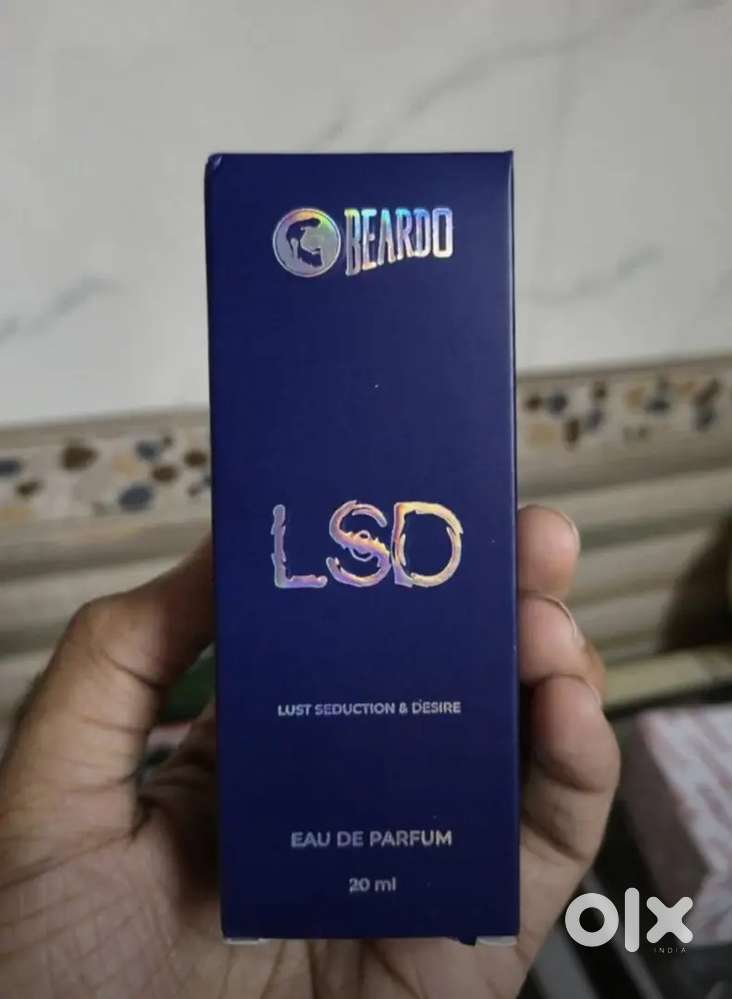 BEARDO
LSD
LUST SEDUCTION & DESIRE
EAU DE PARFUM
20 ml
olx
INDIA